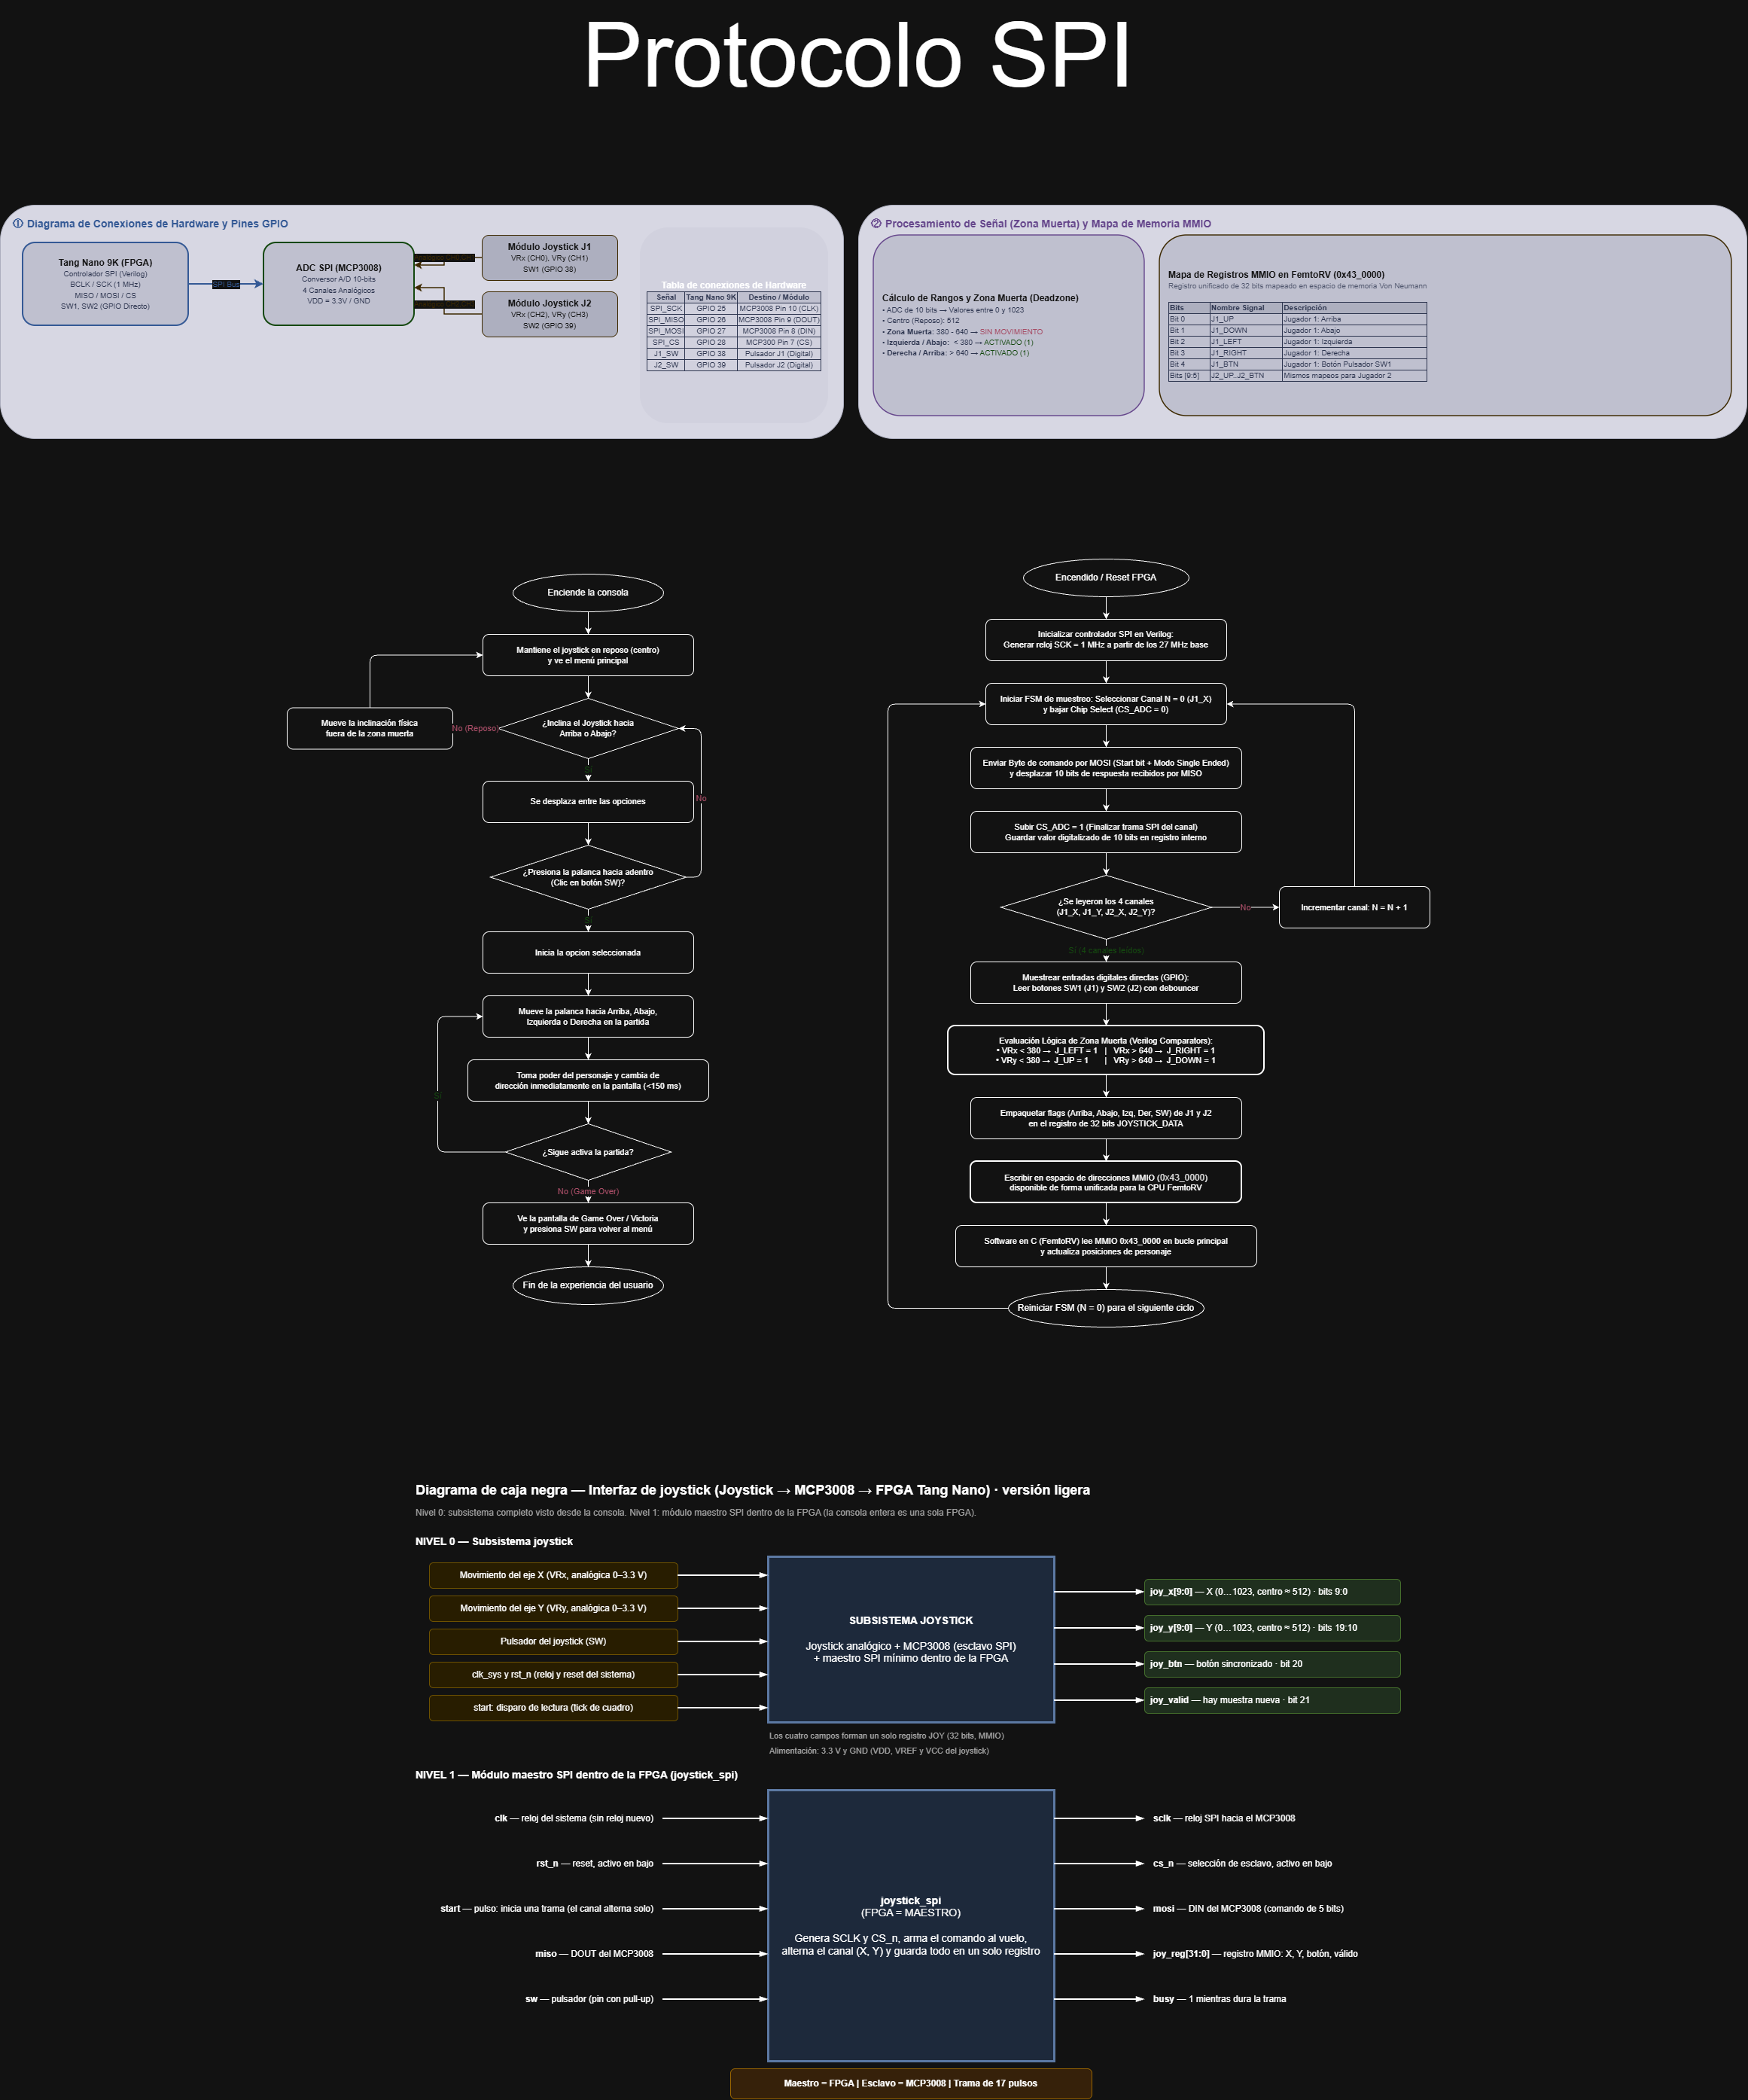 Protocolo SPI
① Diagrama de Conexiones de Hardware y Pines GPIO
Tang Nano 9K (FPGA)
Controlador SPI (Verilog)
BCLK / SCK (1 MHz)
MISO / MOSI / CS
SW1, SW2 (GPIO Directo)
SPI Bus
ADC SPI (MCP3008)
Conversor A/D 10-bits
4 Canales Analógicos
VDD = 3.3V / GND
Módulo Joystick J1
VRx (CH0), VRy (CH1)
SW1 (GPIO 38)
Módulo Joystick J2
VRx (CH2), VRy (CH3)
SW2 (GPIO 39)
Tabla de conexiones de Hardware
Señal Tang Nano 9K Destino / Módulo
SPI_SCK GPIO 25 MCP3008 Pin 10 (CLK)
SPI_MISO GPIO 26 MCP3008 Pin 9 (DOUT)
SPI_MOSI GPIO 27 MCP3008 Pin 8 (DIN)
SPI_CS GPIO 28 MCP300 Pin 7 (CS)
J1_SW GPIO 38 Pulsador J1 (Digital)
J2_SW GPIO 39 Pulsador J2 (Digital)
② Procesamiento de Señal (Zona Muerta) y Mapa de Memoria MMIO
Cálculo de Rangos y Zona Muerta (Deadzone)
• ADC de 10 bits → Valores entre 0 y 1023
• Centro (Reposo): 512
• Zona Muerta: 380 - 640 → SIN MOVIMIENTO
• Izquierda / Abajo: < 380 → ACTIVADO (1)
• Derecha / Arriba: > 640 → ACTIVADO (1)
Mapa de Registros MMIO en FemtoRV (0x43_0000)
Registro unificado de 32 bits mapeado en espacio de memoria Von Neumann
Bits Nombre Signal Descripción
Bit 0 J1_UP Jugador 1: Arriba
Bit 1 J1_DOWN Jugador 1: Abajo
Bit 2 J1_LEFT Jugador 1: Izquierda
Bit 3 J1_RIGHT Jugador 1: Derecha
Bit 4 J1_BTN Jugador 1: Botón Pulsador SW1
Bits [9:5] J2_UP..J2_BTN Mismos mapeos para Jugador 2
Enciende la consola
Mantiene el joystick en reposo (centro)
y ve el menú principal
Mueve la inclinación física
fuera de la zona muerta
No (Reposo)
¿Inclina el Joystick hacia
Arriba o Abajo?
Sí
Se desplaza entre las opciones
No
¿Presiona la palanca hacia adentro
(Clic en botón SW)?
Sí
Inicia la opcion seleccionada
Mueve la palanca hacia Arriba, Abajo,
Izquierda o Derecha en la partida
Toma poder del personaje y cambia de
dirección inmediatamente en la pantalla (<150 ms)
Sí
¿Sigue activa la partida?
No (Game Over)
Ve la pantalla de Game Over / Victoria
y presiona SW para volver al menú
Fin de la experiencia del usuario
Encendido / Reset FPGA
Inicializar controlador SPI en Verilog:
Generar reloj SCK = 1 MHz a partir de los 27 MHz base
Iniciar FSM de muestreo: Seleccionar Canal N = 0 (J1_X)
y bajar Chip Select (CS_ADC = 0)
Enviar Byte de comando por MOSI (Start bit + Modo Single Ended)
y desplazar 10 bits de respuesta recibidos por MISO
Subir CS_ADC = 1 (Finalizar trama SPI del canal)
Guardar valor digitalizado de 10 bits en registro interno
¿Se leyeron los 4 canales
(J1_X, J1_Y, J2_X, J2_Y)?
No
Incrementar canal: N = N + 1
Sí (4 canales leídos)
Muestrear entradas digitales directas (GPIO):
Leer botones SW1 (J1) y SW2 (J2) con debouncer
Evaluación Lógica de Zona Muerta (Verilog Comparators):
• VRx < 380 → J_LEFT = 1 | VRx > 640 → J_RIGHT = 1
• VRy < 380 → J_UP = 1 | VRy > 640 → J_DOWN = 1
Empaquetar flags (Arriba, Abajo, Izq, Der, SW) de J1 y J2
en el registro de 32 bits JOYSTICK_DATA
Escribir en espacio de direcciones MMIO (0x43_0000)
disponible de forma unificada para la CPU FemtoRV
Software en C (FemtoRV) lee MMIO 0x43_0000 en bucle principal
y actualiza posiciones de personaje
Reiniciar FSM (N = 0) para el siguiente ciclo
Diagrama de caja negra — Interfaz de joystick (Joystick → MCP3008 → FPGA Tang Nano) · versión ligera
Nivel 0: subsistema completo visto desde la consola. Nivel 1: módulo maestro SPI dentro de la FPGA (la consola entera es una sola FPGA).
NIVEL 0 — Subsistema joystick
Movimiento del eje X (VRx, analógica 0–3.3 V)
Movimiento del eje Y (VRy, analógica 0–3.3 V)
Pulsador del joystick (SW)
clk_sys y rst_n (reloj y reset del sistema)
start: disparo de lectura (tick de cuadro)
SUBSISTEMA JOYSTICK
Joystick analógico + MCP3008 (esclavo SPI)
+ maestro SPI mínimo dentro de la FPGA
joy_x[9:0] — X (0…1023, centro ≈ 512) · bits 9:0
joy_y[9:0] — Y (0…1023, centro ≈ 512) · bits 19:10
joy_btn — botón sincronizado · bit 20
joy_valid — hay muestra nueva · bit 21
Los cuatro campos forman un solo registro JOY (32 bits, MMIO)
Alimentación: 3.3 V y GND (VDD, VREF y VCC del joystick)
NIVEL 1 — Módulo maestro SPI dentro de la FPGA (joystick_spi)
clk — reloj del sistema (sin reloj nuevo)
rst_n — reset, activo en bajo
start — pulso: inicia una trama (el canal alterna solo)
miso — DOUT del MCP3008
sw — pulsador (pin con pull-up)
joystick_spi
(FPGA = MAESTRO)
Genera SCLK y CS_n, arma el comando al vuelo,
alterna el canal (X, Y) y guarda todo en un solo registro
sclk — reloj SPI hacia el MCP3008
cs_n — selección de esclavo, activo en bajo
mosi — DIN del MCP3008 (comando de 5 bits)
joy_reg[31:0] — registro MMIO: X, Y, botón, válido
busy — 1 mientras dura la trama
Maestro = FPGA | Esclavo = MCP3008 | Trama de 17 pulsos